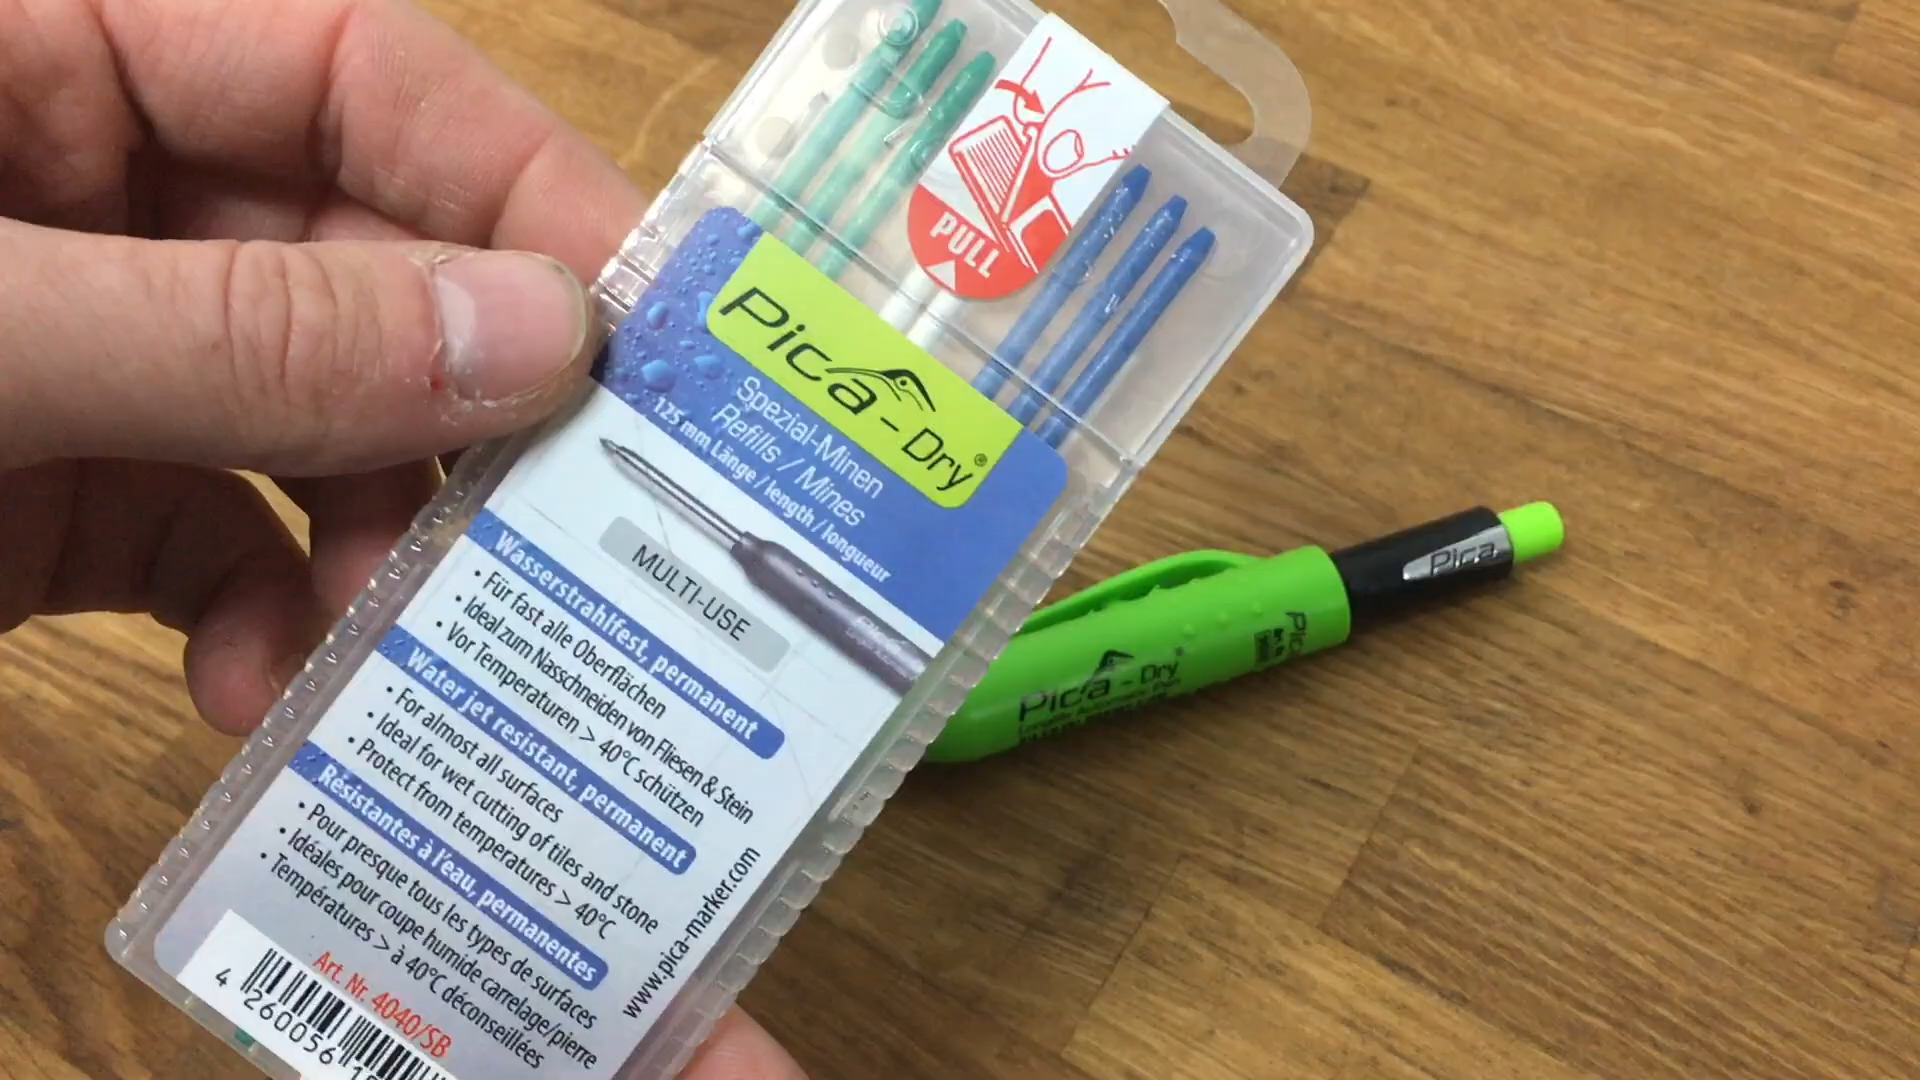 PULL
Pica-Dry®
Spezial-Minen
Refills / Mines
125 mm Länge / length / longueur
MULTI-USE
Wasserstrahlfest, permanent
• Für fast alle Oberflächen
• Ideal zum Nasschneiden von Fliesen & Stein
• Vor Temperaturen > 40°C schützen
Water jet resistant, permanent
• For almost all surfaces
• Ideal for wet cutting of tiles and stone
• Protect from temperatures > 40°C
Résistantes à l'eau, permanentes
• Pour presque tous les types de surfaces
• Idéales pour coupe humide carrelage/pierre
• Températures > à 40°C déconseillées
www.pica-marker.com
Art. Nr. 4040/SB
4 260056
Pica
Pica-Dry®
Pica